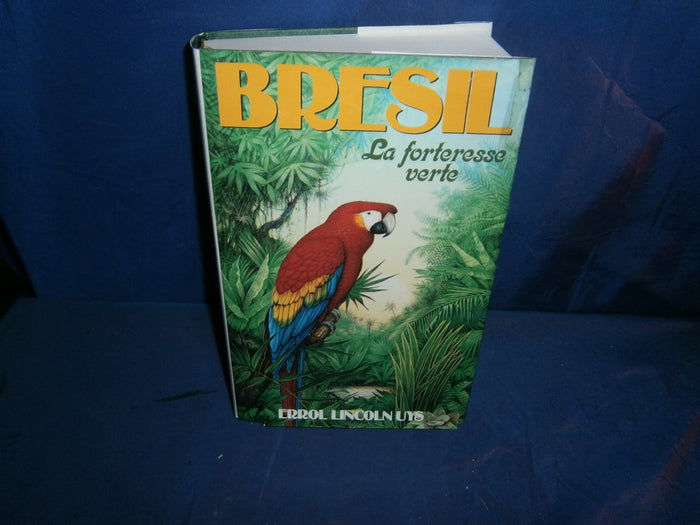 BRESIL
La forteresse
verte
ERROL LINCOLN UYS